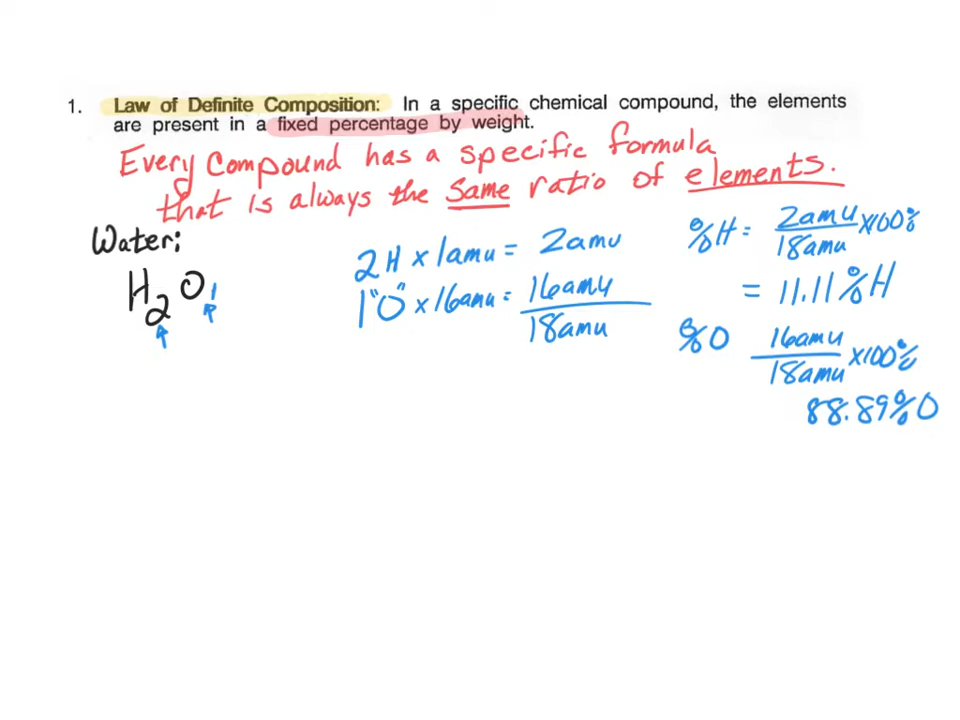 1. Law of Definite Composition: In a specific chemical compound, the elements
are present in a fixed percentage by weight.
Every Compound has a specific formula
that is always the same ratio of elements.
Water:
H2O1
2H x 1amu = 2amu
1 "O" x 16amu = 16amu
18amu
%H = 2amu/18amu x100%
= 11.11%H
%O 16amu/18amu x100%
88.89%O